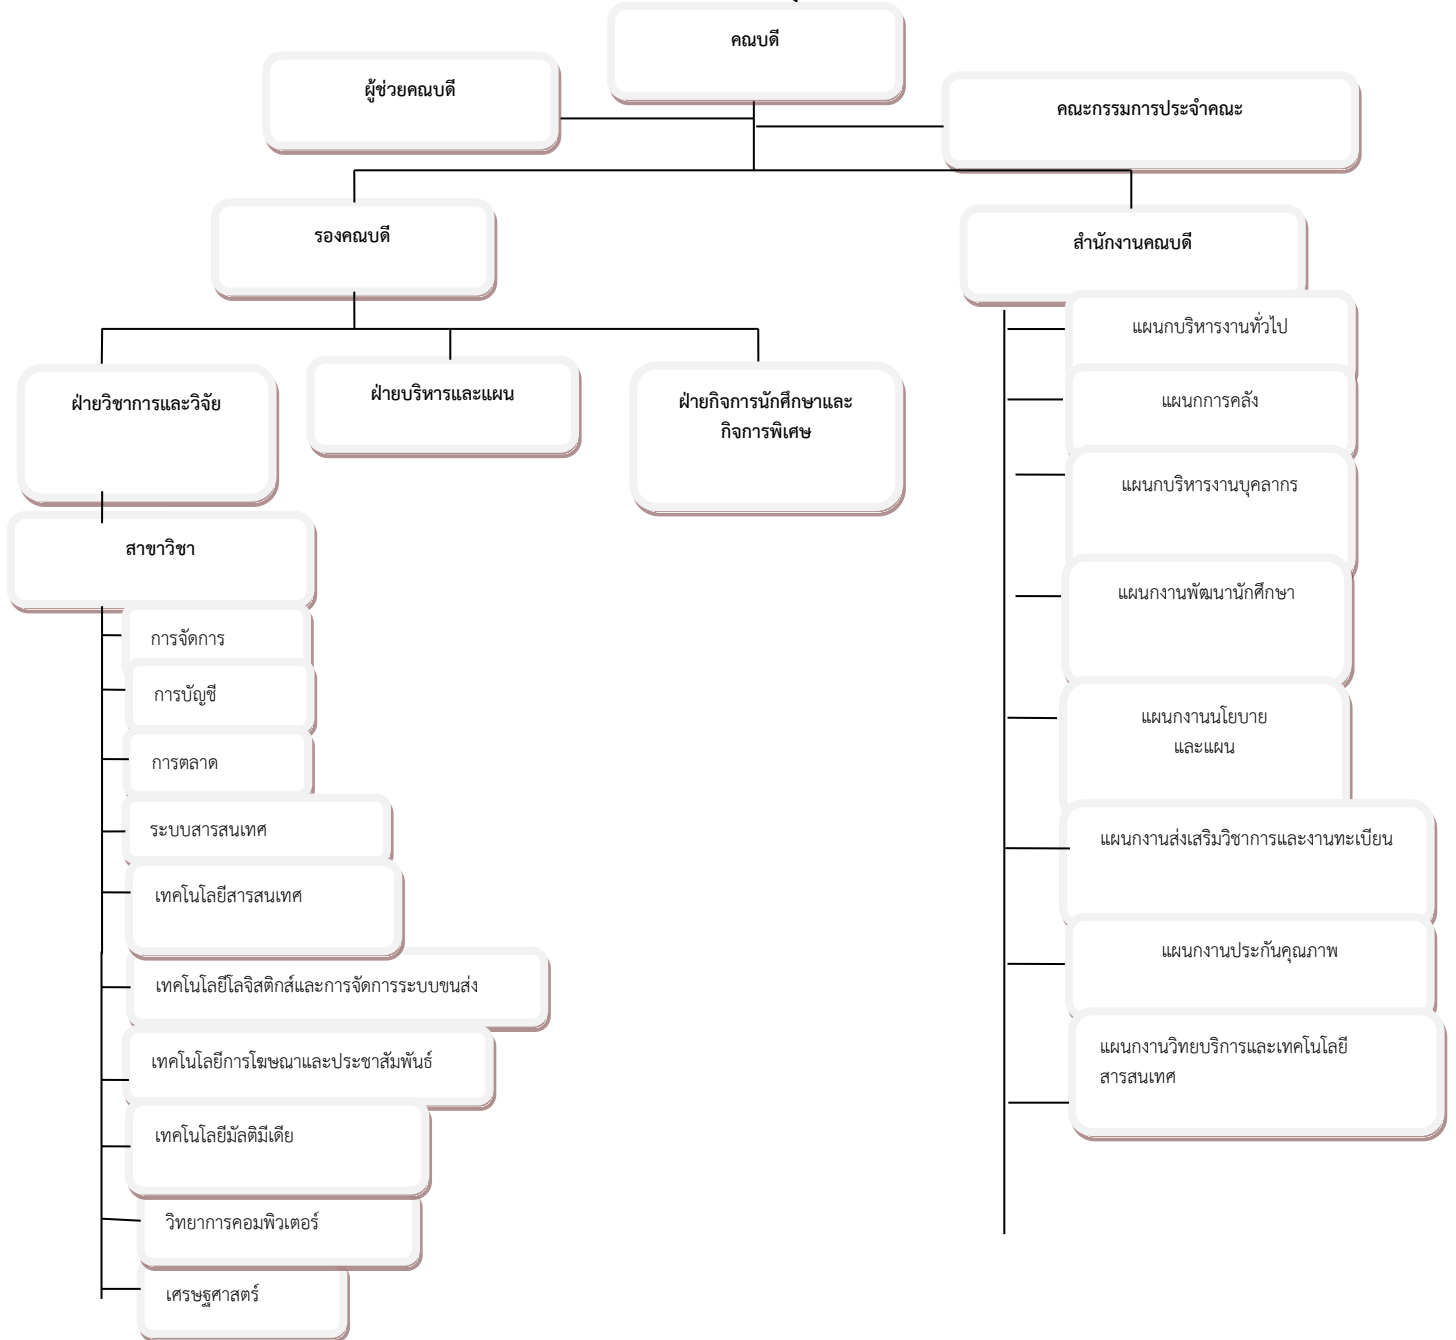 คณบดี
ผู้ช่วยคณบดี
คณะกรรมการประจำคณะ
รองคณบดี
สำนักงานคณบดี
ฝ่ายวิชาการและวิจัย
ฝ่ายบริหารและแผน
ฝ่ายกิจการนักศึกษาและ
กิจการพิเศษ
สาขาวิชา
การจัดการ
การบัญชี
การตลาด
ระบบสารสนเทศ
เทคโนโลยีสารสนเทศ
เทคโนโลยีโลจิสติกส์และการจัดการระบบขนส่ง
เทคโนโลยีการโฆษณาและประชาสัมพันธ์
เทคโนโลยีมัลติมีเดีย
วิทยาการคอมพิวเตอร์
เศรษฐศาสตร์
แผนกบริหารงานทั่วไป
แผนกการคลัง
แผนกบริหารงานบุคลากร
แผนกงานพัฒนานักศึกษา
แผนกงานนโยบาย
และแผน
แผนกงานส่งเสริมวิชาการและงานทะเบียน
แผนกงานประกันคุณภาพ
แผนกงานวิทยบริการและเทคโนโลยี
สารสนเทศ